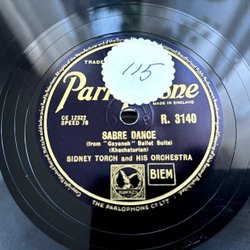 TRADE
115
Parlophone
MADE IN ENGLAND
CE 12322
SPEED 78
R. 3140
SABRE DANCE
(from "Gayaneh" Ballet Suite)
(Khachaturian)
SIDNEY TORCH and HIS ORCHESTRA
BIEM
THE PARLOPHONE CO. LTD.